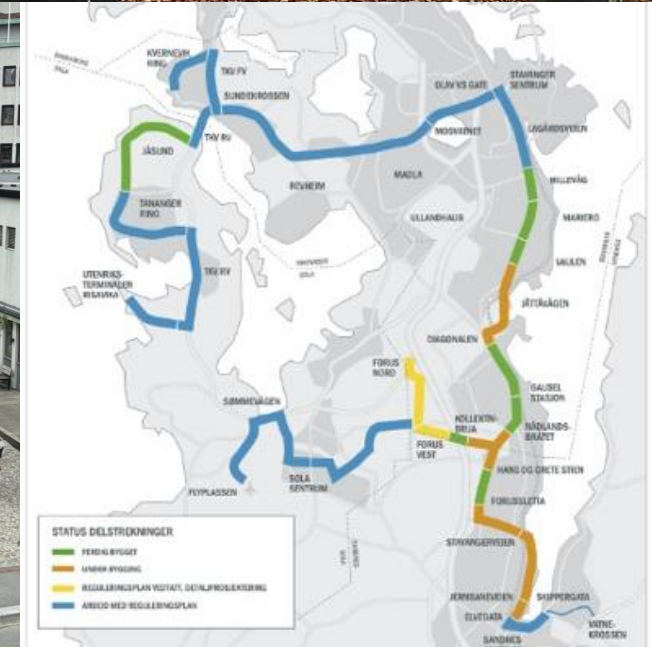 KVERNEVIK
RING
TKV FV
SUNDEKROSSEN
TKV RV
JÅSUND
TANANGER
RING
TKV RV
UTENRIKS-
TERMINALEN
RISAVIKA
REVHEIM
MADLA
MOSVATNET
OLAV VS GATE
STAVANGER
SENTRUM
LAGÅRDSVEIEN
HILLEVÅG
MARIERO
ULLANDHAUG
VAULEN
JÅTTÅVÅGEN
DIAGONALEN
FORUS
NORD
GAUSEL
STASJON
KOLLEKTIV-
BRUA
NÅDLANDS-
BRÅTET
FORUS
VEST
HANS OG GRETE STIEN
FORUSSLETTA
STAVANGERVEIEN
SØMMEVÅGEN
FLYPLASSEN
SOLA
SENTRUM
JERNBANEVEIEN
SKIPPERGATA
ELVEGATA
SANDNES
VATNE-
KROSSEN
STATUS DELSTREKNINGER
FERDIG BYGGET
UNDER BYGGING
REGULERINGSPLAN VEDTATT, DETALJPROSJEKTERING
ARBEID MED REGULERINGSPLAN